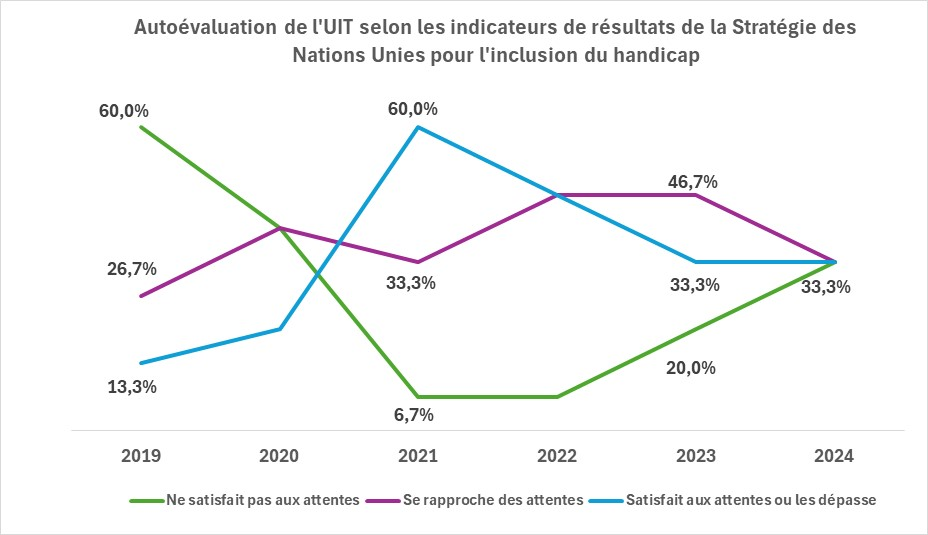 Autoévaluation de l'UIT selon les indicateurs de résultats de la Stratégie des
Nations Unies pour l'inclusion du handicap
60,0%
60,0%
46,7%
26,7%
33,3%
33,3%
33,3%
20,0%
13,3%
6,7%
2019 2020 2021 2022 2023 2024
Ne satisfait pas aux attentes Se rapproche des attentes Satisfait aux attentes ou les dépasse